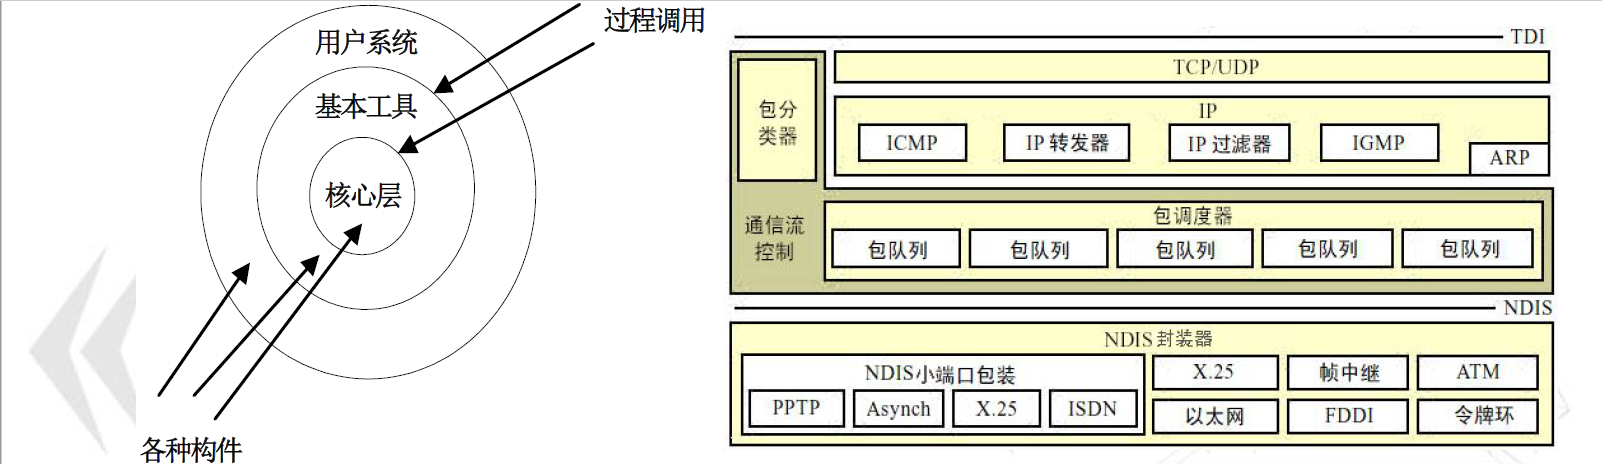 过程调用
用户系统
基本工具
核心层
各种构件
TDI
TCP/UDP
包分
类器
IP
ICMP
IP 转发器
IP 过滤器
IGMP
ARP
通信流
控制
包调度器
包队列
包队列
包队列
包队列
包队列
NDIS
NDIS 封装器
NDIS小端口包装
PPTP
Asynch
X.25
ISDN
X.25
帧中继
ATM
以太网
FDDI
令牌环